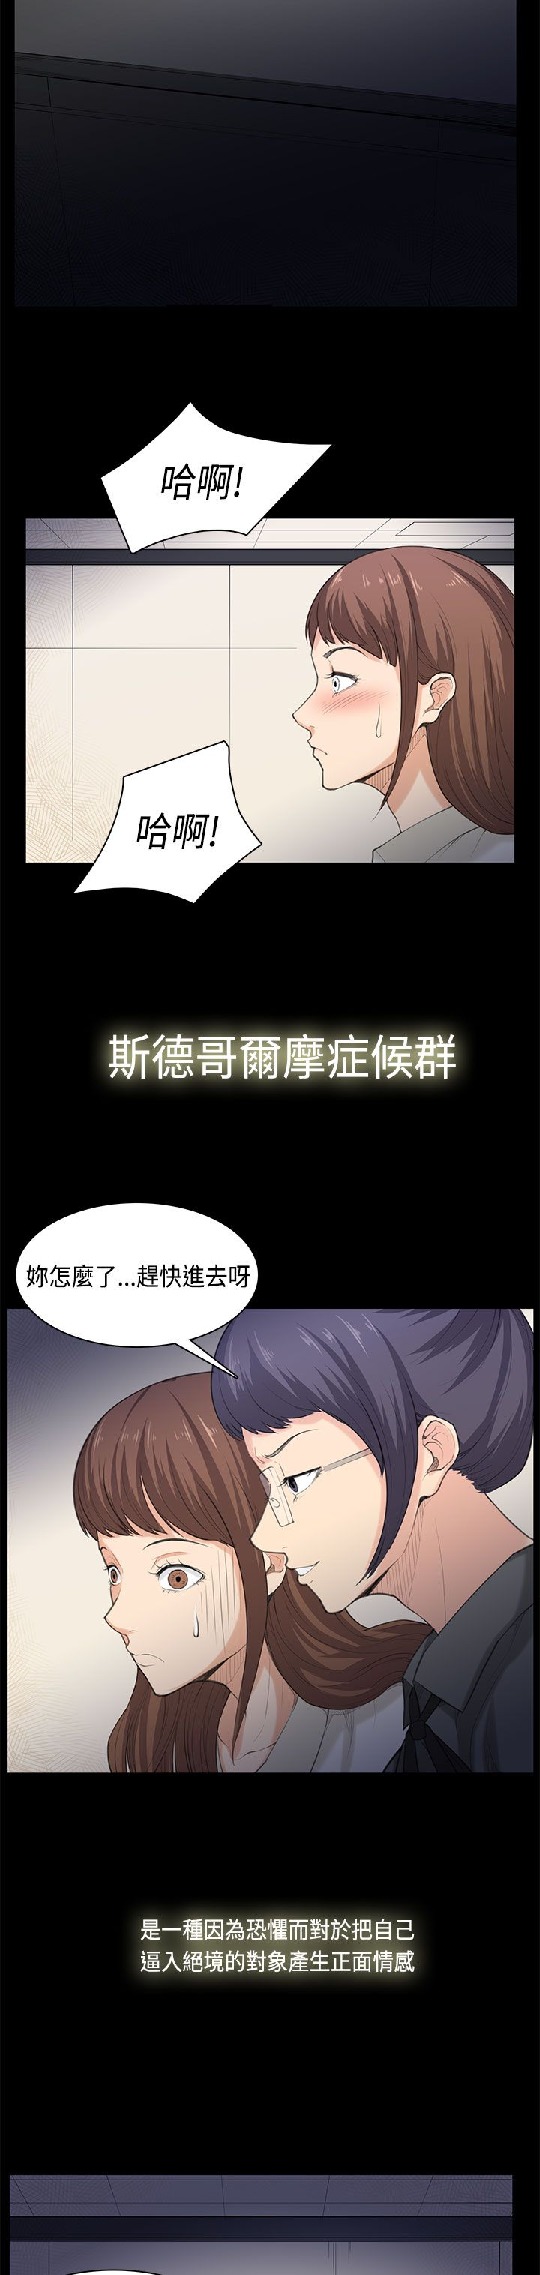 哈啊!
哈啊!
斯德哥爾摩症候群
妳怎麼了...趕快進去呀
是一種因為恐懼而對於把自己
逼入絕境的對象產生正面情感